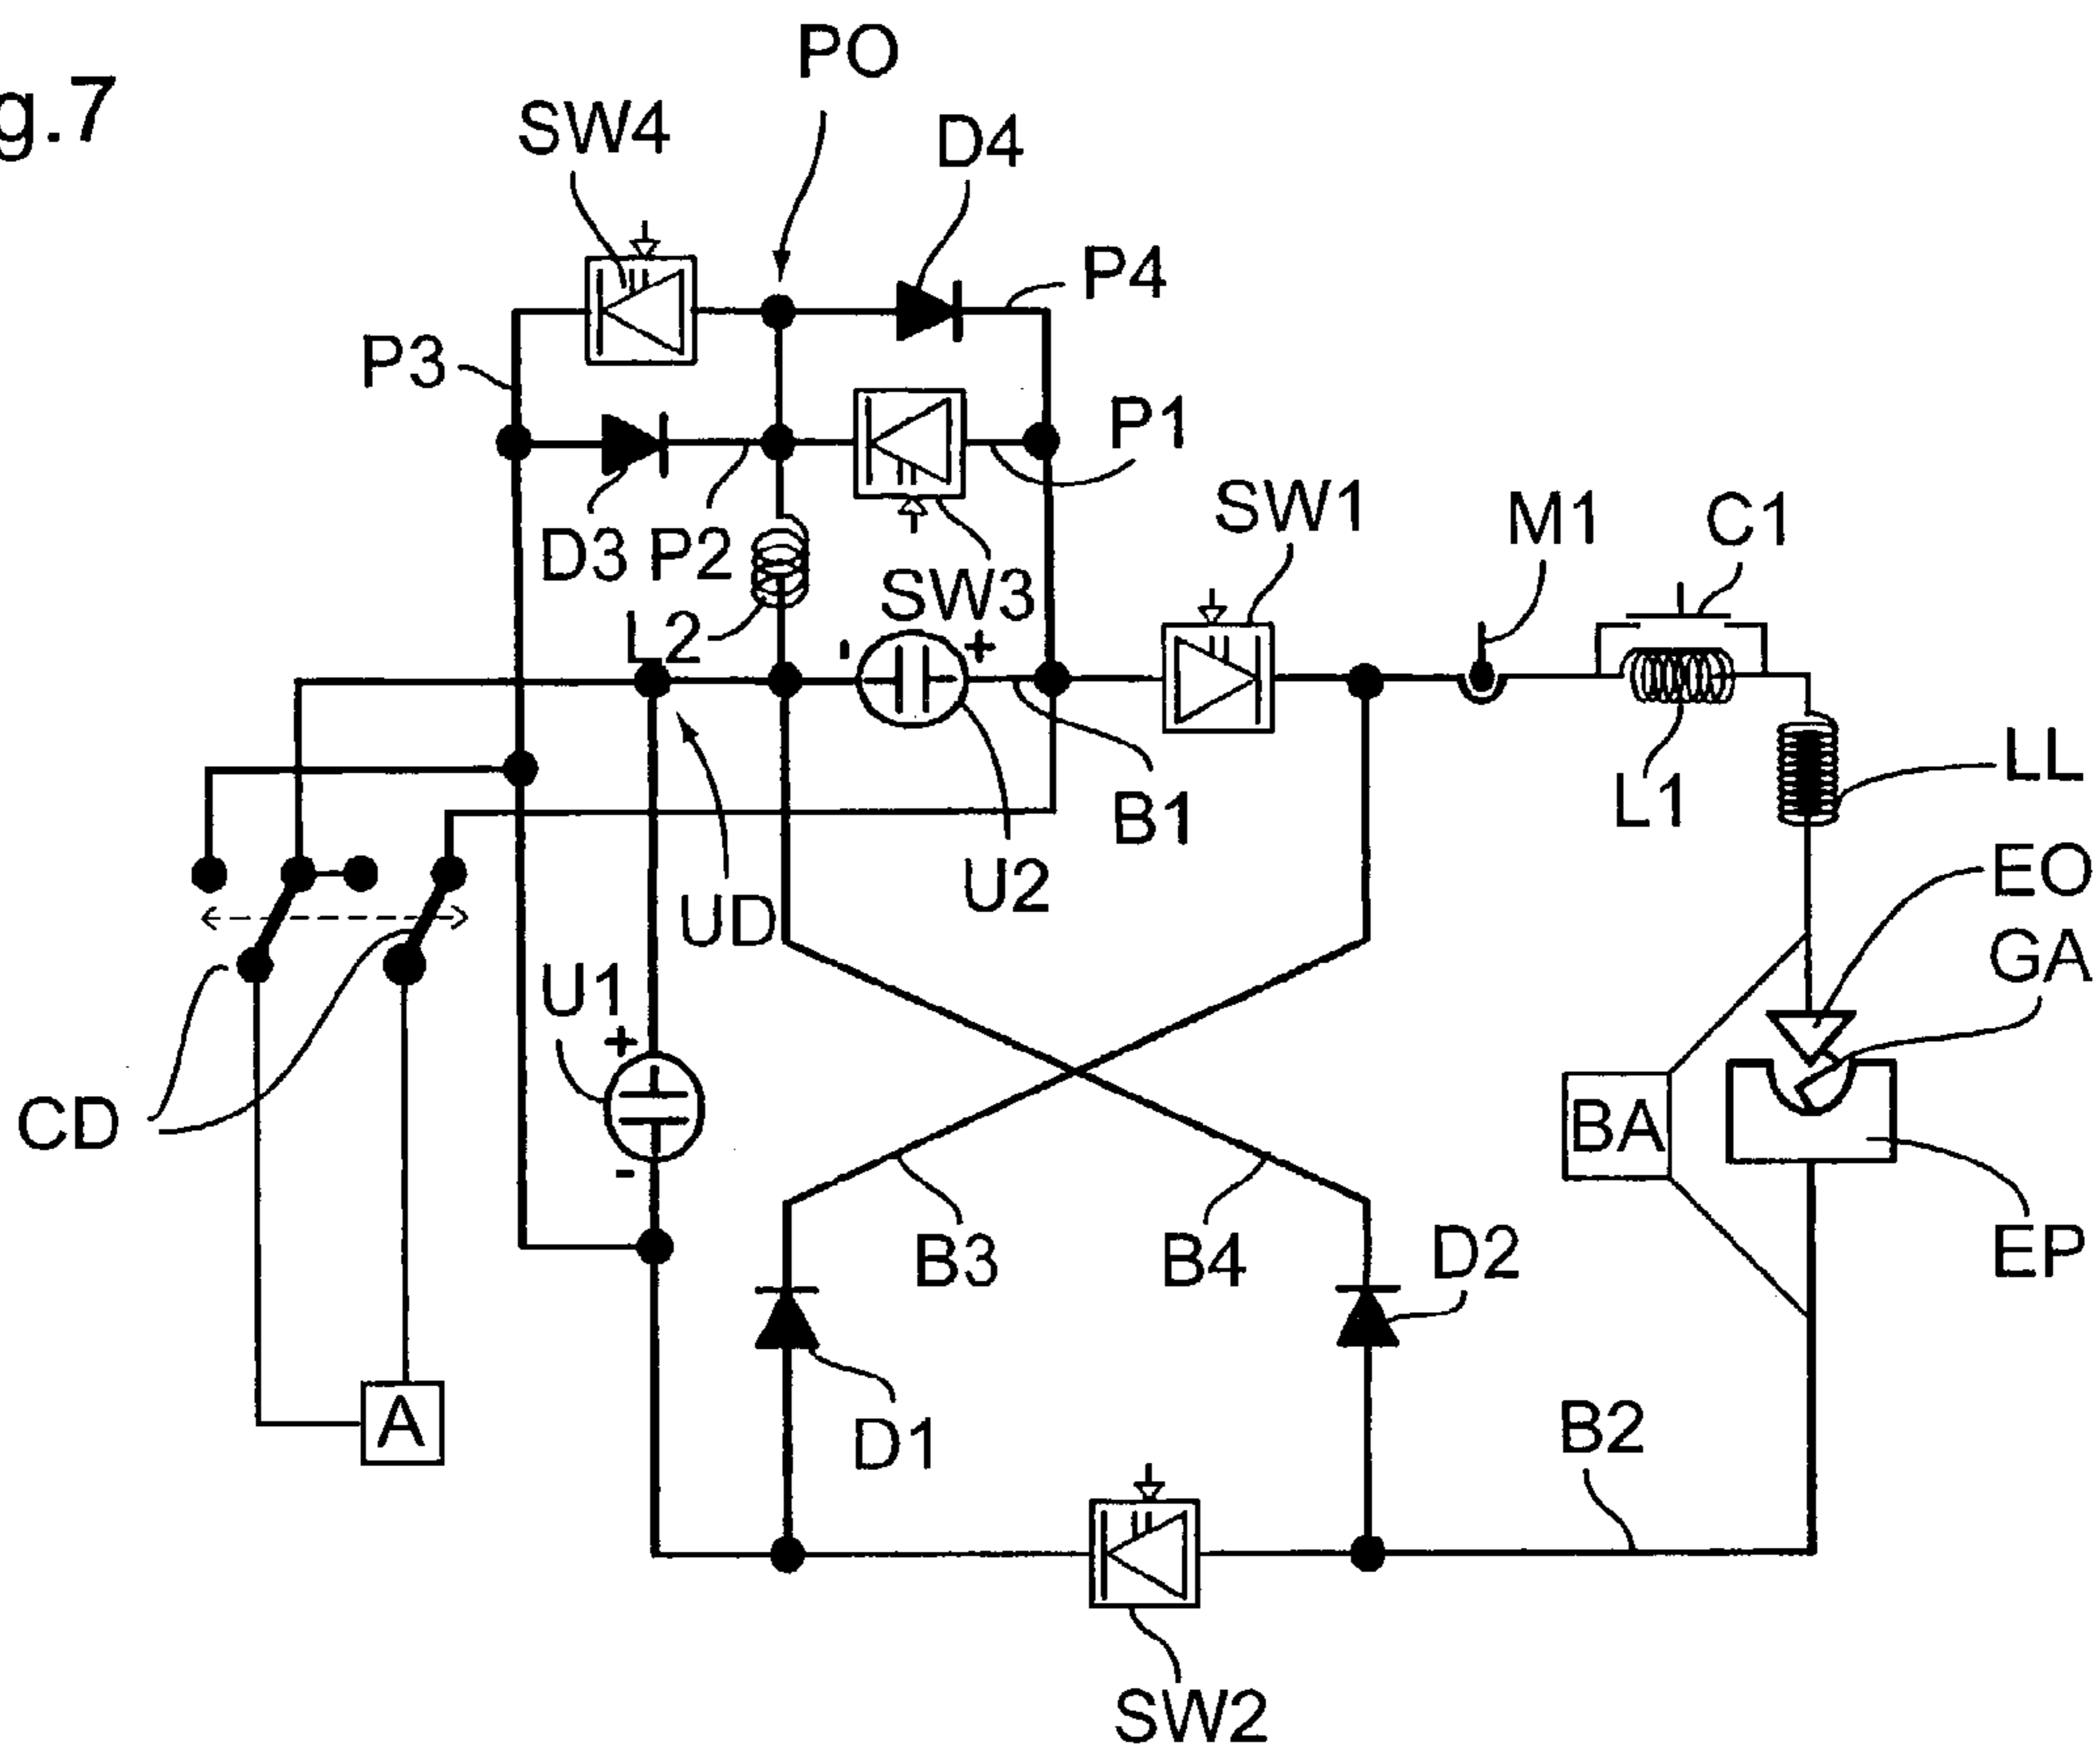 g.7
PO
SW4
D4
P4
P3
P1
SW1
M1
C1
D3
P2
SW3
L2
-
+
LL
L1
B1
U2
EO
UD
GA
U1
+
CD
BA
-
B3
B4
D2
EP
A
D1
B2
SW2